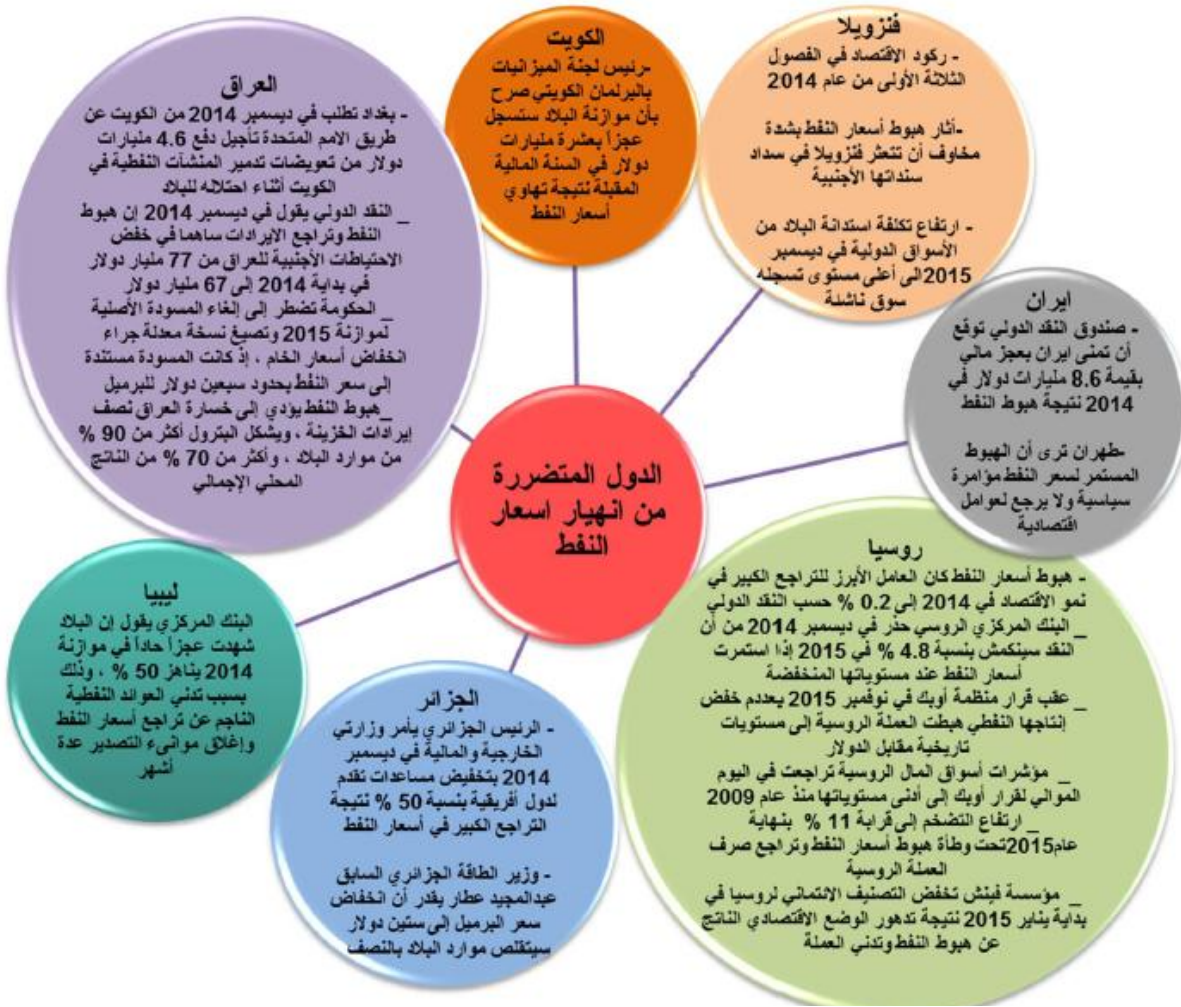 فنزويلا
- ركود الاقتصاد في الفصول
الثلاثة الأولى من عام 2014
-أثار هبوط أسعار النفط بشدة
مخاوف أن تتعثر فنزويلا في سداد
سنداتها الأجنبية
- ارتفاع تكلفة استدانة البلاد من
الأسواق الدولية في ديسمبر
2015الى أعلى مستوى تسجله
سوق ناشئة
الكويت
-رئيس لجنة الميزانيات
بالبرلمان الكويتي صرح
بأن موازنة البلاد ستسجل
عجزاً بعشرة مليارات
دولار في السنة المالية
المقبلة نتيجة تهاوي
أسعار النفط
العراق
- بغداد تطلب في ديسمبر 2014 من الكويت عن
طريق الامم المتحدة تأجيل دفع 4.6 مليارات
دولار من تعويضات تدمير المنشآت النفطية في
الكويت أثناء احتلاله للبلاد
_ النقد الدولي يقول في ديسمبر 2014 إن هبوط
النفط وتراجع الايرادات ساهما في خفض
الاحتياطات الأجنبية للعراق من 77 مليار دولار
في بداية 2014 إلى 67 مليار دولار
_ الحكومة تضطر إلى إلغاء المسودة الأصلية
لموازنة 2015 وتصيغ نسخة معدلة جراء
انخفاض أسعار الخام ، إذ كانت المسودة مستندة
إلى سعر النفط بحدود سبعين دولار للبرميل
_هبوط النفط يؤدي إلى خسارة العراق نصف
إيرادات الخزينة ، ويشكل البترول أكثر من 90 %
من موارد البلاد ، وأكثر من 70 % من الناتج
المحلي الإجمالي
ايران
- صندوق النقد الدولي توقع
أن تمنى ايران بعجز مالي
بقيمة 8.6 مليارات دولار في
2014 نتيجة هبوط النفط
-طهران ترى أن الهبوط
المستمر لسعر النفط مؤامرة
سياسية ولا يرجع لعوامل
اقتصادية
الدول المتضررة
من انهيار اسعار
النفط
روسيا
- هبوط أسعار النفط كان العامل الأبرز للتراجع الكبير في
نمو الاقتصاد في 2014 إلى 0.2 % حسب النقد الدولي
_ البنك المركزي الروسي حذر في ديسمبر 2014 من أن
النقد سينكمش بنسبة 4.8 % في 2015 إذا استمرت
أسعار النفط عند مستوياتها المنخفضة
_ عقب قرار منظمة أوبك في نوفمبر 2015 يعددم خفض
إنتاجها النفطي هبطت العملة الروسية إلى مستويات
تاريخية مقابل الدولار
_ مؤشرات أسواق المال الروسية تراجعت في اليوم
الموالي لقرار أوبك إلى أدنى مستوياتها منذ عام 2009
_ ارتفاع التضخم إلى قرابة 11 % بنهاية
عام2015تحت وطأة هبوط أسعار النفط وتراجع صرف
العملة الروسية
_ مؤسسة فيتش تخفض التصنيف الائتماني لروسيا في
بداية يناير 2015 نتيجة تدهور الوضع الاقتصادي الناتج
عن هبوط النفط وتدني العملة
ليبيا
البنك المركزي يقول إن البلاد
شهدت عجزاً حاداً في موازنة
2014 يناهز 50 % ، وذلك
بسبب تدني العوائد النفطية
الناجم عن تراجع أسعار النفط
وإغلاق موانىء التصدير عدة
أشهر
الجزائر
- الرئيس الجزائري يأمر وزارتي
الخارجية والمالية في ديسمبر
2014 بتخفيض مساعدات تقدم
لدول أفريقية بنسبة 50 % نتيجة
التراجع الكبير في أسعار النفط
- وزير الطاقة الجزائري السابق
عبدالمجيد عطار يقدر أن انخفاض
سعر البرميل إلى ستين دولار
سيتقلص موارد البلاد بالنصف